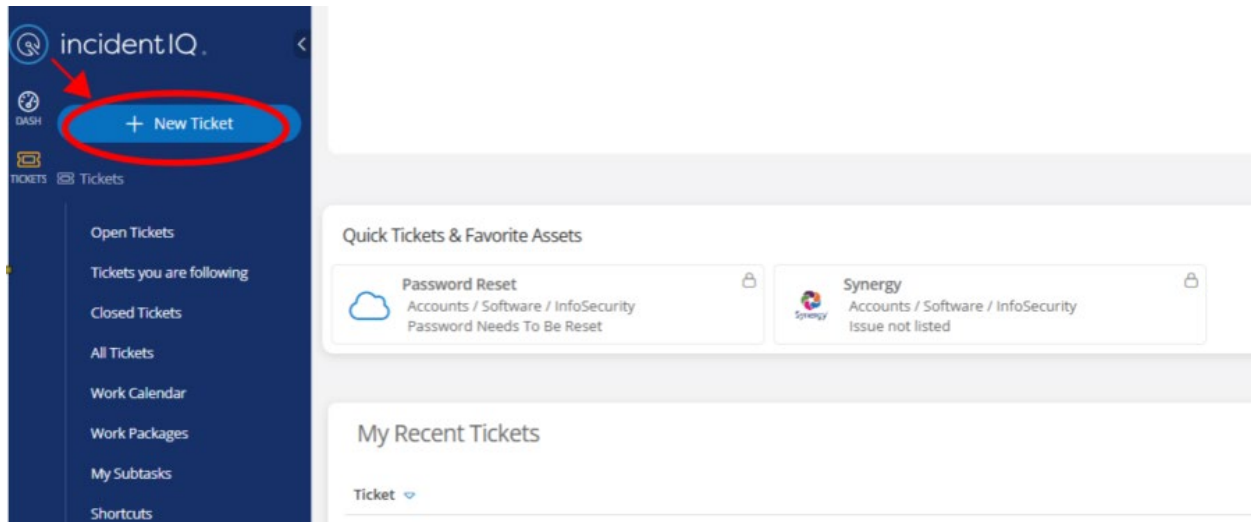 incidentIQ.
DASH
+ New Ticket
TICKETS
Tickets
Open Tickets
Tickets you are following
Closed Tickets
All Tickets
Work Calendar
Work Packages
My Subtasks
Shortcuts
Quick Tickets & Favorite Assets
Password Reset
Accounts / Software / InfoSecurity
Password Needs To Be Reset
Synergy
Synergy
Accounts / Software / InfoSecurity
Issue not listed
My Recent Tickets
Ticket